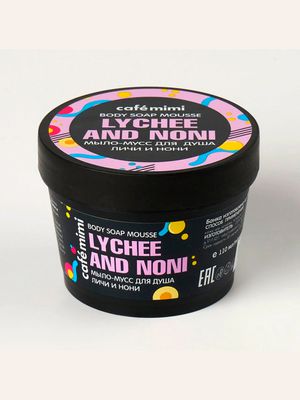 café mimi
BODY SOAP MOUSSE
LYCHEE
AND NONI
МЫЛО-МУСС ДЛЯ ДУША
ЛИЧИ И НОНИ
café mimi
BODY SOAP MOUSSE
LYCHEE
AND NONI
МЫЛО-МУСС ДЛЯ ДУША
ЛИЧИ И НОНИ
Банка
EAC